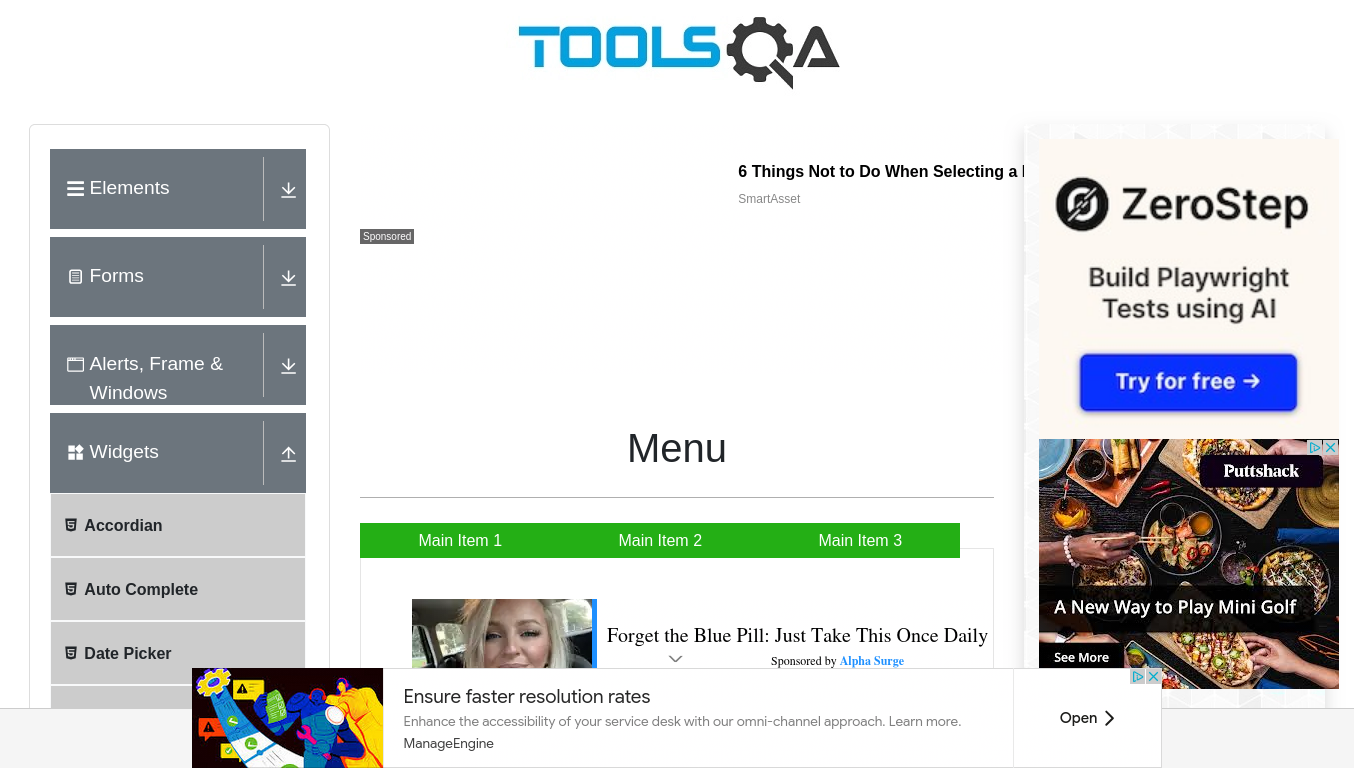 TOOLSQA
Elements
Forms
Alerts, Frame &
Windows
Widgets
Accordian
Auto Complete
Date Picker
6 Things Not to Do When Selecting a
SmartAsset
Sponsored
Menu
Main Item 1
Main Item 2
Main Item 3
Forget the Blue Pill: Just Take This Once Daily
Sponsored by Alpha Surge
ZeroStep
Build Playwright
Tests using AI
Try for free →
Puttshack
A New Way to Play Mini Golf
See More
Ensure faster resolution rates
Enhance the accessibility of your service desk with our omni-channel approach. Learn more.
ManageEngine
Open